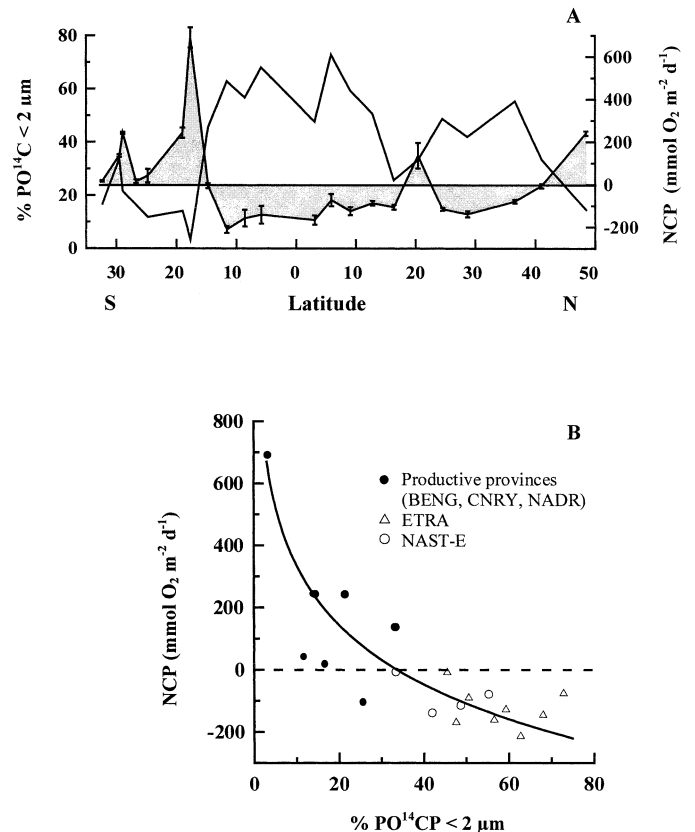 A
80
60
40
20
0
% PO¹⁴C < 2 µm
600
400
200
0
-200
NCP (mmol O₂ m⁻² d⁻¹)
30 20 10 0 10 20 30 40 50
S Latitude N
B
800
600
400
200
0
-200
NCP (mmol O₂ m⁻² d⁻¹)
Productive provinces
(BENG, CNRY, NADR)
ETRA
NAST-E
0 20 40 60 80
% PO¹⁴CP < 2 µm